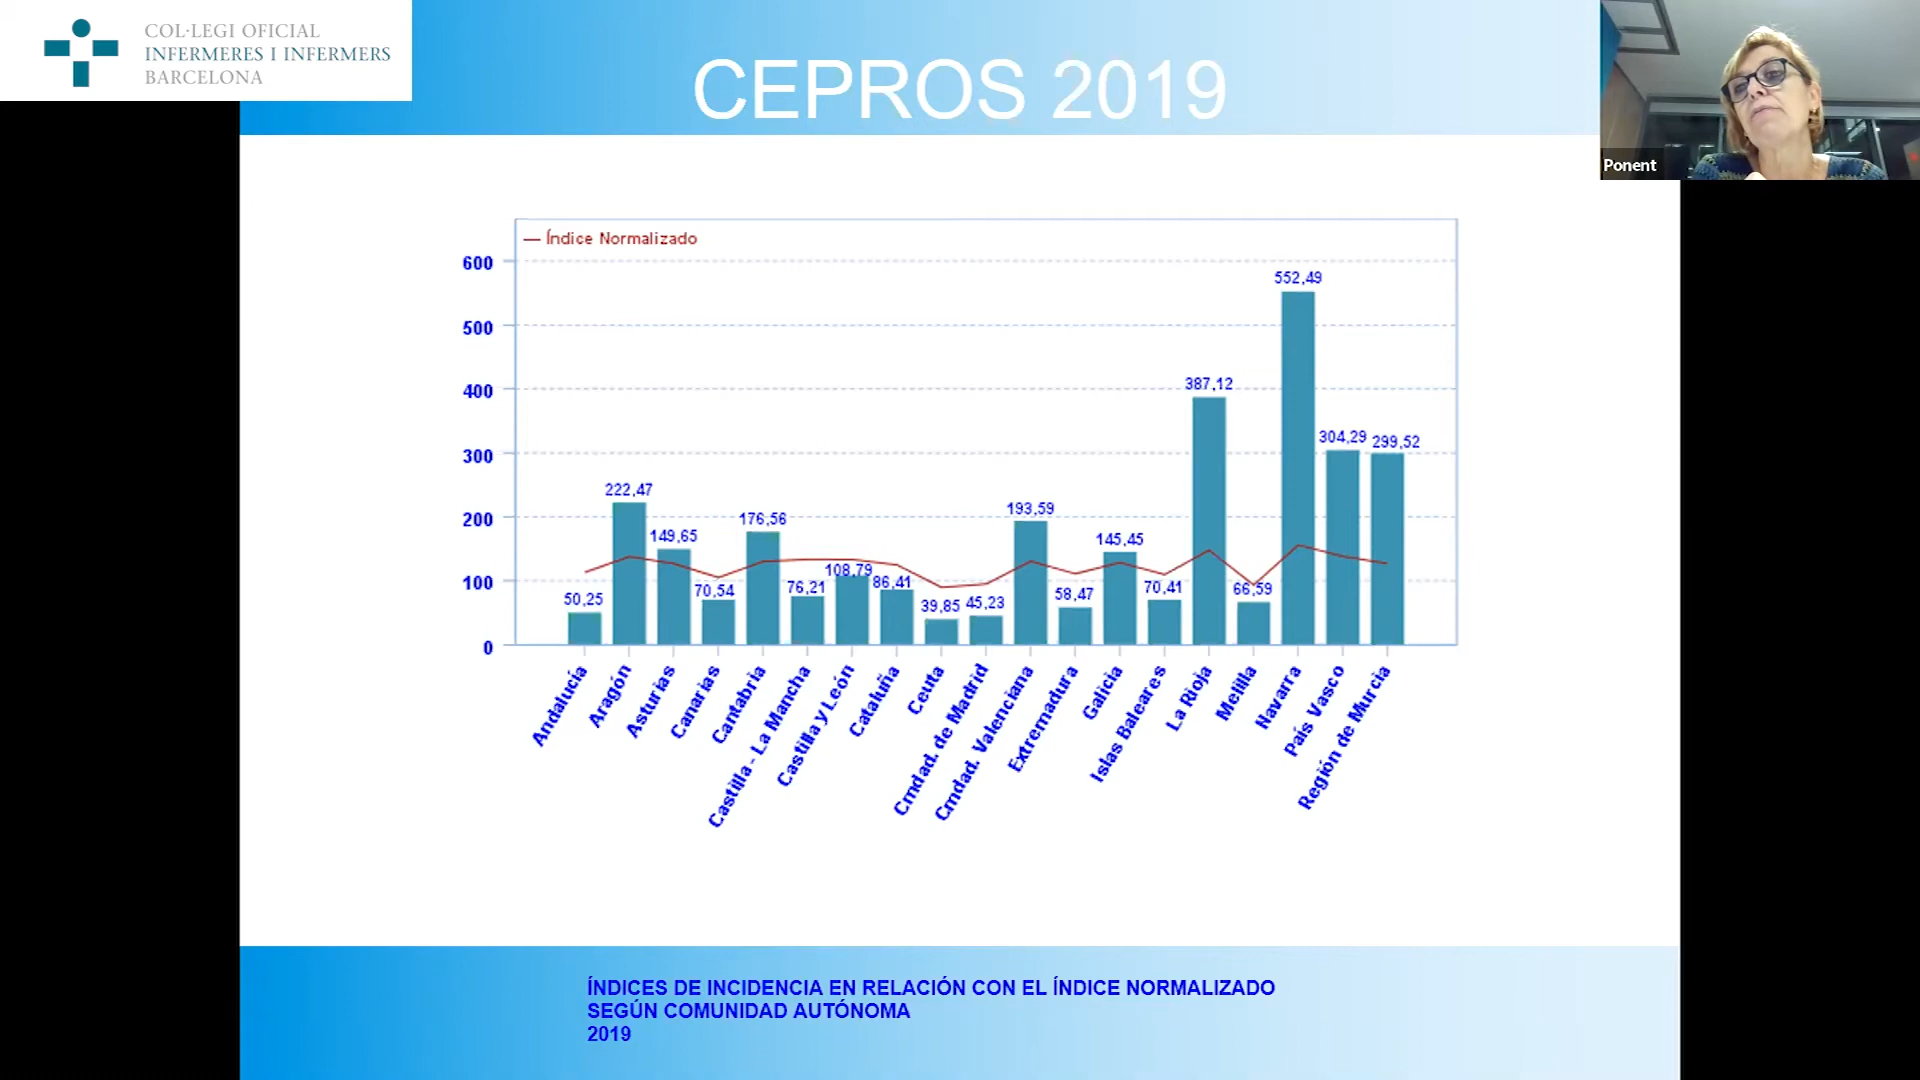 COL·LEGI OFICIAL
INFERMERES I INFERMERS
BARCELONA
CEPROS 2019
Ponent
Índice Normalizado
600
500
400
300
200
100
0
50,25
222,47
149,65
70,54
176,56
76,21
108,79
86,41
39,85
45,23
193,59
58,47
145,45
70,41
387,12
66,59
552,49
304,29
299,52
Andalucía
Aragón
Asturias
Canarias
Cantabria
Castilla - La Mancha
Castilla y León
Cataluña
Ceuta
Cmdad. de Madrid
Cmdad. Valenciana
Extremadura
Galicia
Islas Baleares
La Rioja
Melilla
Navarra
País Vasco
Región de Murcia
ÍNDICES DE INCIDENCIA EN RELACIÓN CON EL ÍNDICE NORMALIZADO
SEGÚN COMUNIDAD AUTÓNOMA
2019